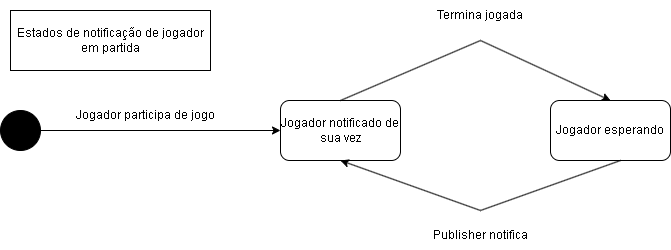 Termina jogada
Estados de notificação de jogador
em partida
Jogador participa de jogo
Jogador notificado de
sua vez
Jogador esperando
Publisher notifica